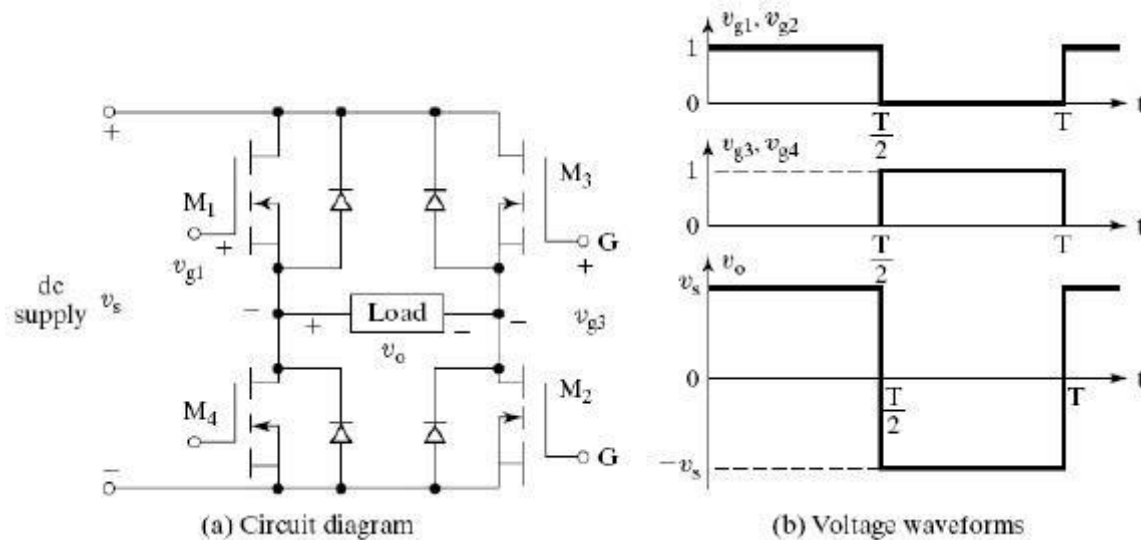 +
M1
+
vg1
M3
G
+
dc
supply
vs
−
+
Load
−
−
vo
vg3
M4
M2
G
−
(a) Circuit diagram
vg1, vg2
1
0
T/2
T
t
vg3, vg4
1
0
T/2
T
t
vo
vs
0
T/2
T
t
−vs
(b) Voltage waveforms